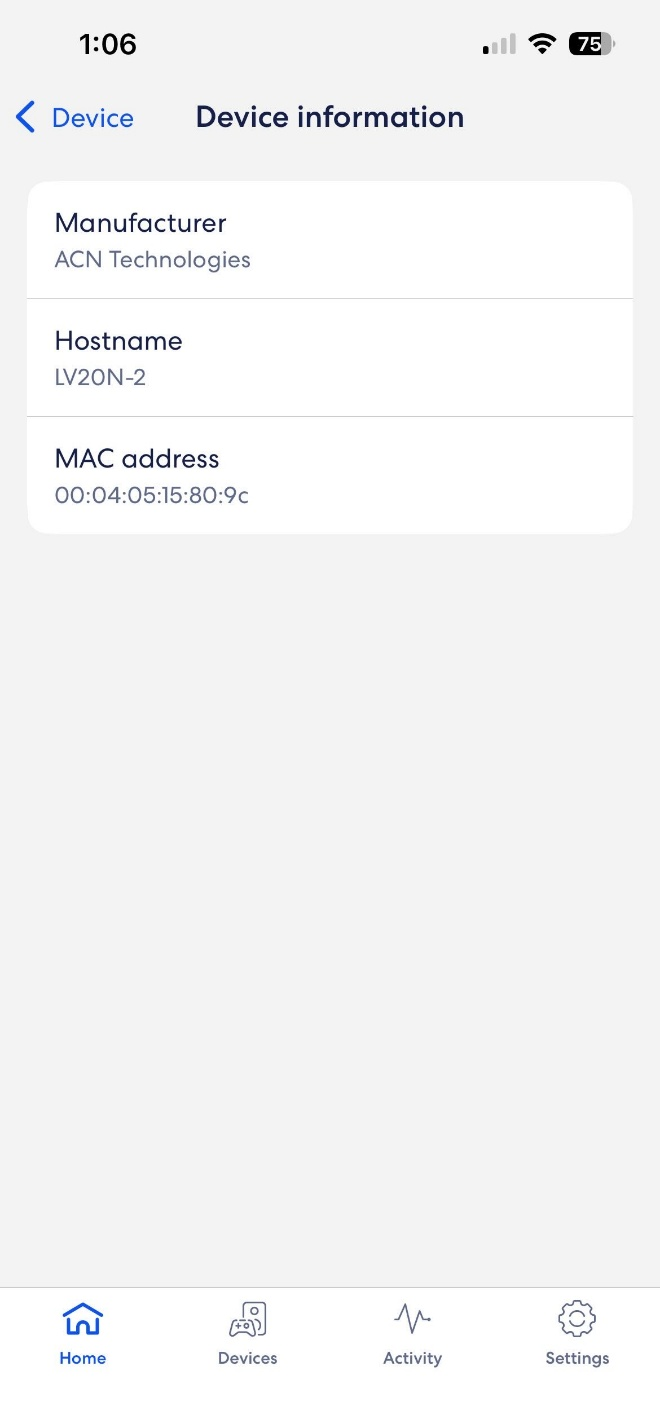 1:06
75
Device
Device information
Manufacturer
ACN Technologies
Hostname
LV20N-2
MAC address
00:04:05:15:80:9c
Home
Devices
Activity
Settings